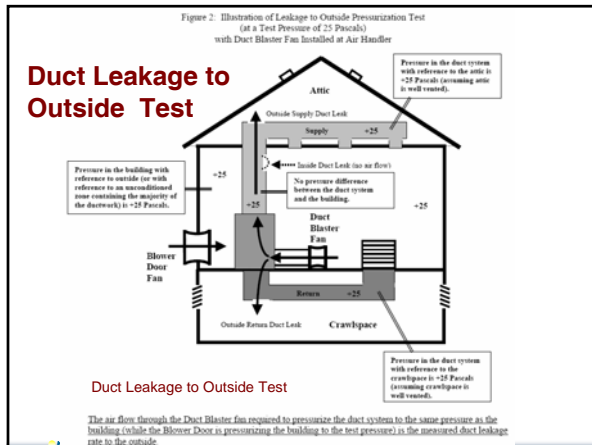 Figure 2: Illustration of Leakage to Outside Pressurization Test
(at a Test Pressure of 25 Pascals)
with Duct Blaster Fan Installed at Air Handler
Duct Leakage to
Outside Test
Pressure in the duct system
with reference to the attic is
+25 Pascals (assuming attic
is well vented).
Attic
Outside Supply Duct Leak
Supply +25
Inside Duct Leak (no air flow)
Pressure in the building with
reference to outside (or with
reference to an unconditioned
zone containing the majority of
the ductwork) is +25 Pascals.
+25
No pressure difference
between the duct system
and the building.
+25
+25
Duct
Blaster
Fan
Blower
Door
Fan
Return +25
Outside Return Duct Leak
Crawlspace
Pressure in the duct system
with reference to the
crawlspace is +25 Pascals
(assuming crawlspace is
well vented).
Duct Leakage to Outside Test
The air flow through the Duct Blaster fan required to pressurize the duct system to the same pressure as the
building (while the Blower Door is pressurizing the building to the test pressure) is the measured duct leakage
rate to the outside.